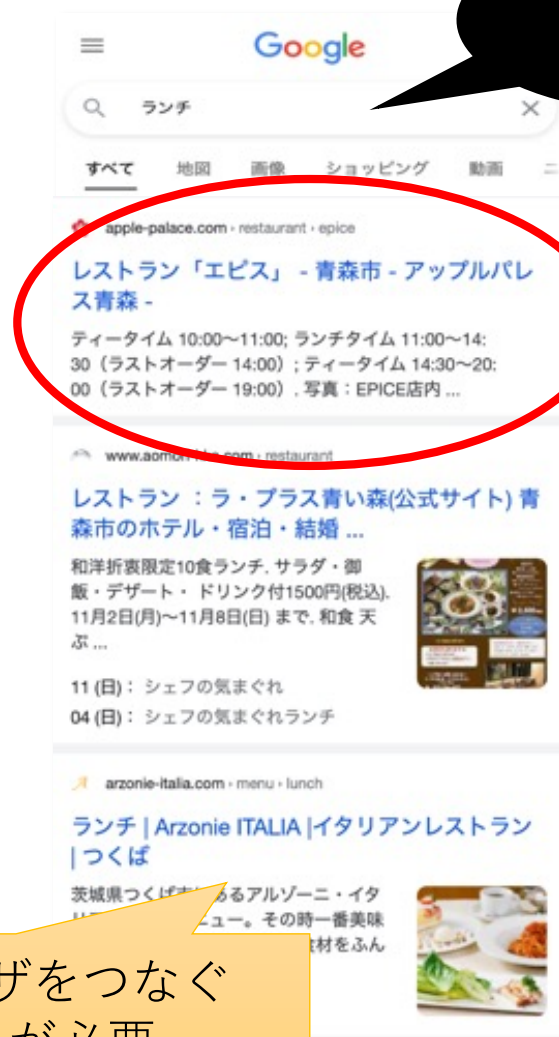 Google
ランチ
すべて 地図 画像 ショッピング 動画
apple-palace.com › restaurant › epice
レストラン「エピス」 - 青森市 - アップルパレ
ス青森 -
ティータイム 10:00〜11:00; ランチタイム 11:00〜14:
30（ラストオーダー 14:00）; ティータイム 14:30〜20:
00（ラストオーダー 19:00）. 写真：EPICE店内 ...
› restaurant
レストラン ：ラ・プラス青い森(公式サイト) 青
森市のホテル・宿泊・結婚 ...
和洋折衷限定10食ランチ. サラダ・御
飯・デザート・ ドリンク付1500円(税込).
11月2日(月)〜11月8日(日) まで. 和食 天
ぷ ...
11 (日)： シェフの気まぐれ
04 (日)： シェフの気まぐれランチ
arzonie-italia.com › menu › lunch
ランチ | Arzonie ITALIA |イタリアンレストラン
| つくば
茨城県つくば るアルゾーニ・イタ
ュー。その時一番美味
材をふん
ザをつなぐ
が必要